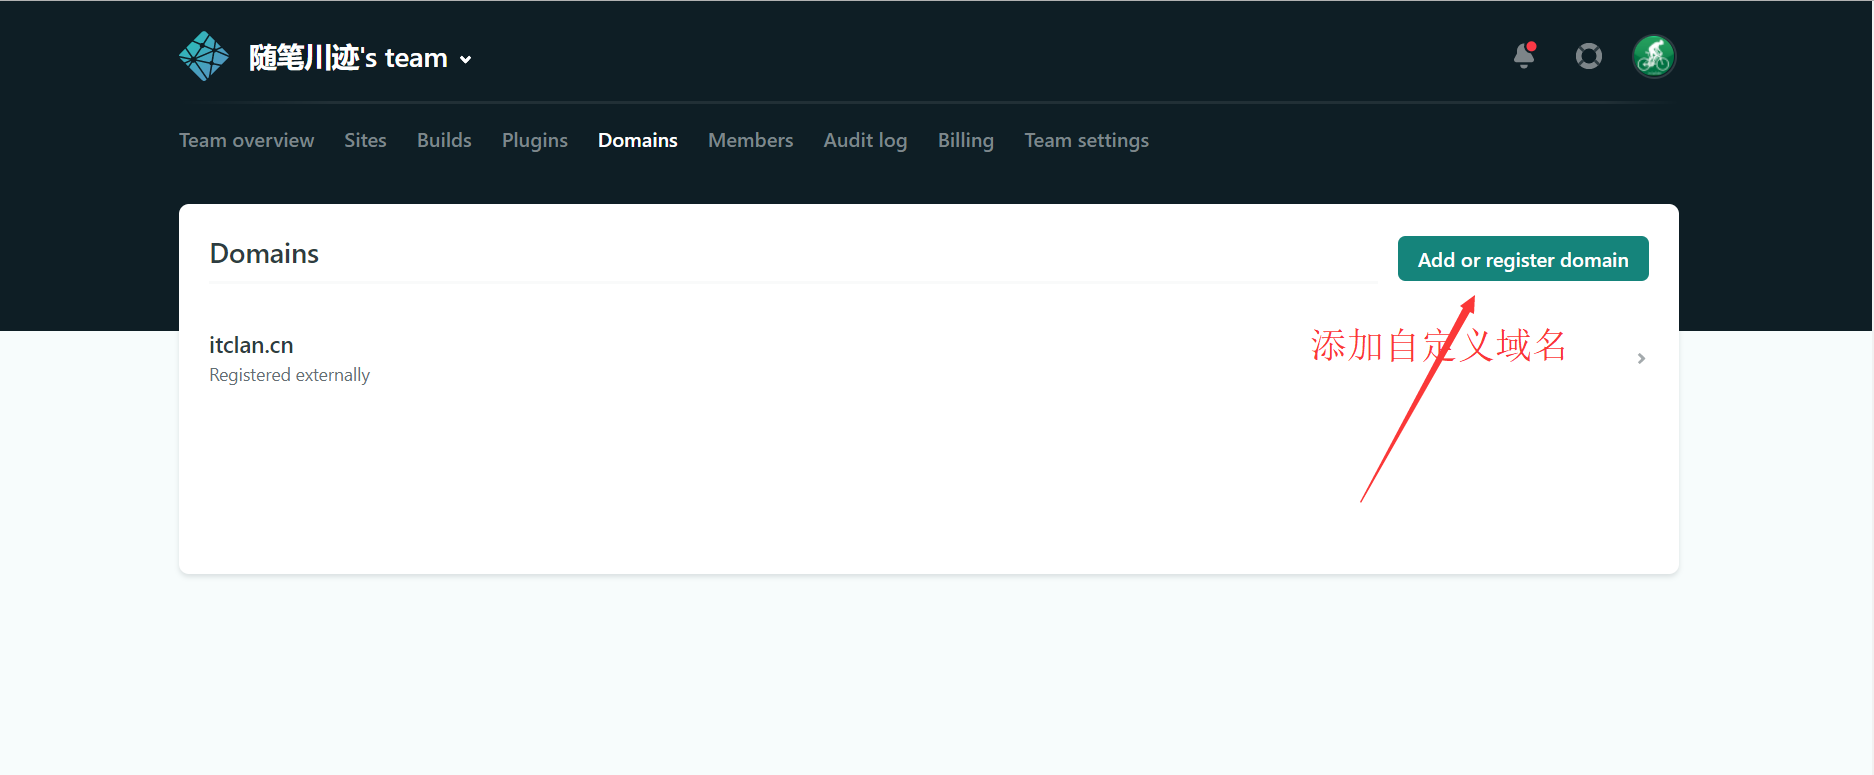 随笔川迹's team
Team overview Sites Builds Plugins Domains Members Audit log Billing Team settings
Domains
Add or register domain
添加自定义域名
itclan.cn
Registered externally